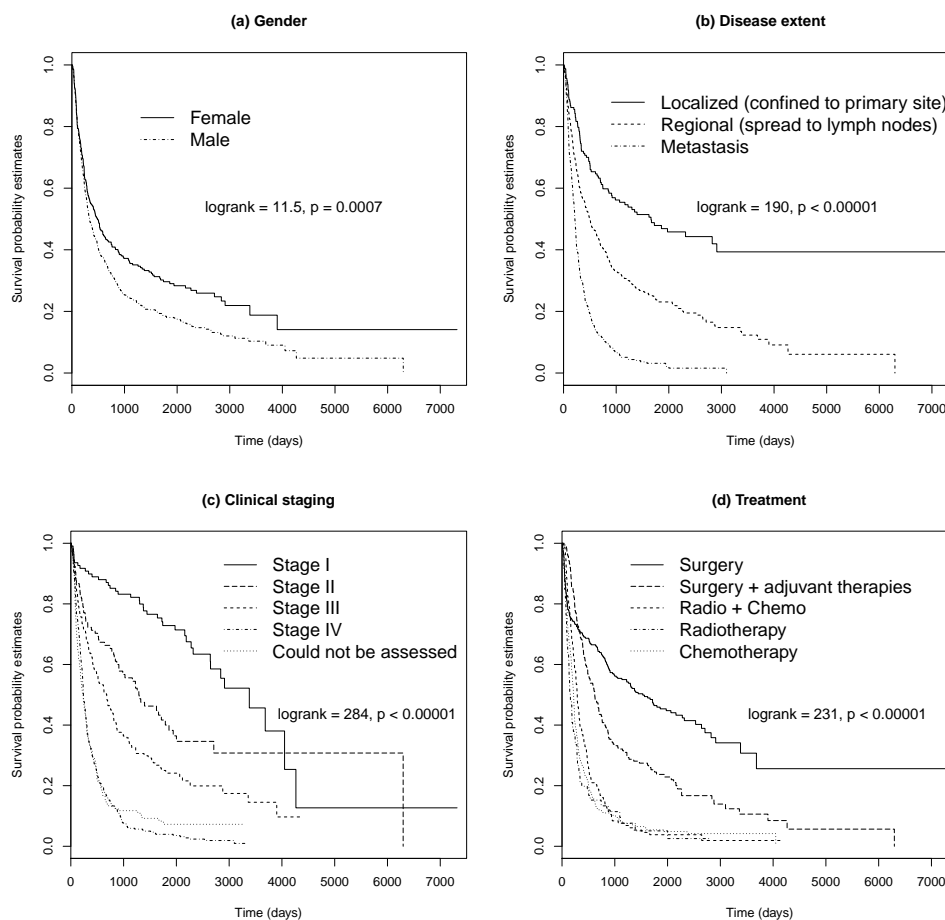 (a) Gender
Survival probability estimates
1.0
0.8
0.6
0.4
0.2
0.0
Female
Male
logrank = 11.5, p = 0.0007
0 1000 2000 3000 4000 5000 6000 7000
Time (days)
(b) Disease extent
Survival probability estimates
1.0
0.8
0.6
0.4
0.2
0.0
Localized (confined to primary site)
Regional (spread to lymph nodes)
Metastasis
logrank = 190, p < 0.00001
0 1000 2000 3000 4000 5000 6000 7000
Time (days)
(c) Clinical staging
Survival probability estimates
1.0
0.8
0.6
0.4
0.2
0.0
Stage I
Stage II
Stage III
Stage IV
Could not be assessed
logrank = 284, p < 0.00001
0 1000 2000 3000 4000 5000 6000 7000
Time (days)
(d) Treatment
Survival probability estimates
1.0
0.8
0.6
0.4
0.2
0.0
Surgery
Surgery + adjuvant therapies
Radio + Chemo
Radiotherapy
Chemotherapy
logrank = 231, p < 0.00001
0 1000 2000 3000 4000 5000 6000 7000
Time (days)